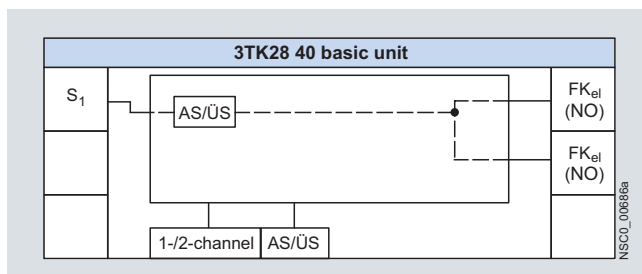 3TK28 40 basic unit
S1
AS/ÜS
FKel
(NO)
FKel
(NO)
1-/2-channel
AS/ÜS
NSC0_00686a